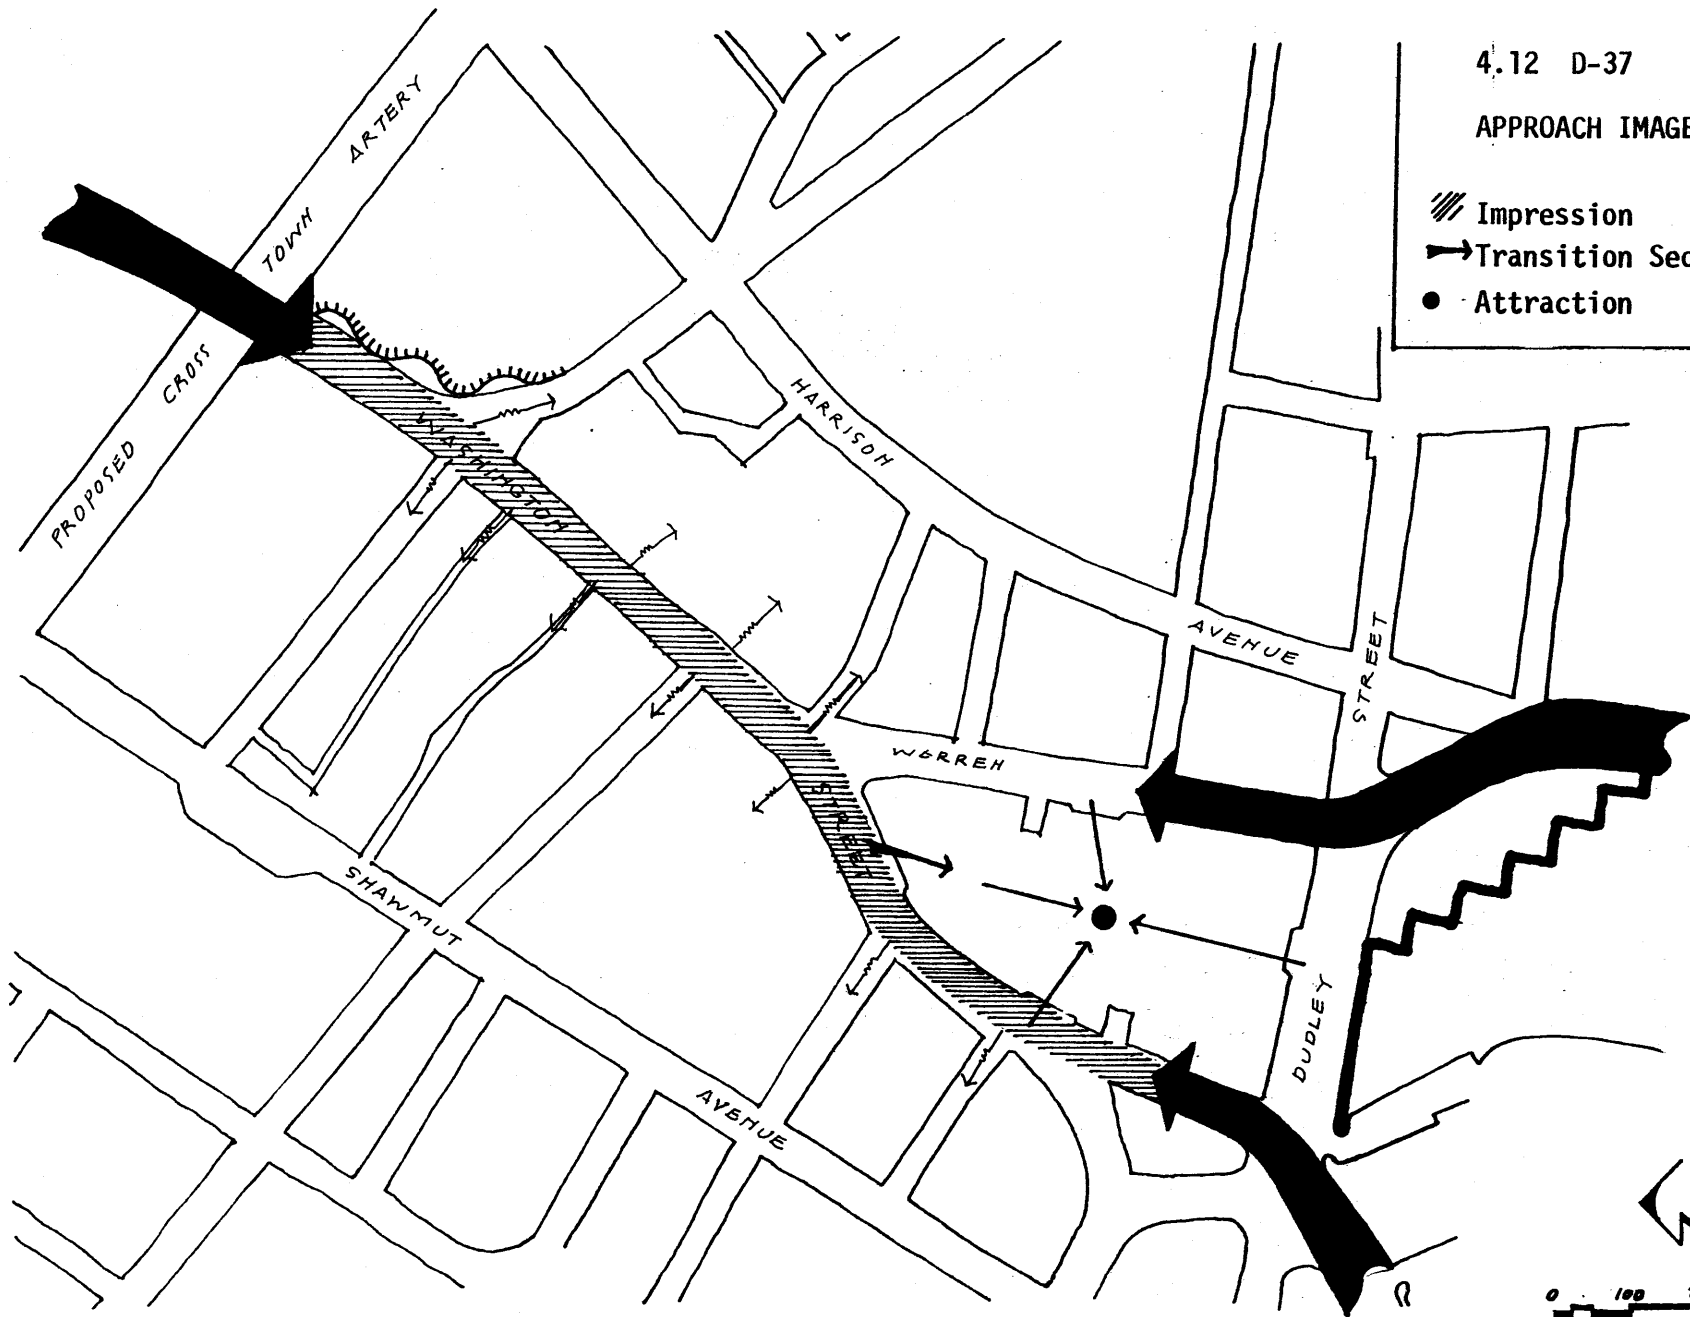 4.12 D-37
APPROACH IMAGE
Impression
Transition Sec
Attraction
PROPOSED CROSS TOWN ARTERY
WASHINGTON STREET
HARRISON AVENUE
WARREN
STREET
DUDLEY
SHAWMUT AVENUE
0 100